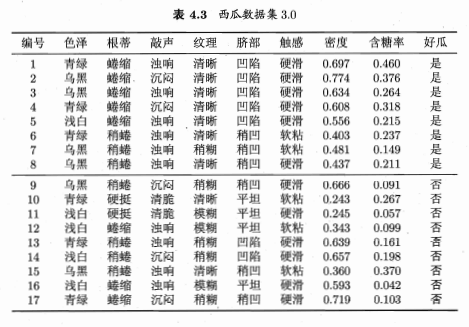 表 4.3 西瓜数据集 3.0
编号 色泽 根蒂 敲声 纹理 脐部 触感 密度 含糖率 好瓜
1 青绿 蜷缩 浊响 清晰 凹陷 硬滑 0.697 0.460 是
2 乌黑 蜷缩 沉闷 清晰 凹陷 硬滑 0.774 0.376 是
3 乌黑 蜷缩 浊响 清晰 凹陷 硬滑 0.634 0.264 是
4 青绿 蜷缩 沉闷 清晰 凹陷 硬滑 0.608 0.318 是
5 浅白 蜷缩 浊响 清晰 凹陷 硬滑 0.556 0.215 是
6 青绿 稍蜷 浊响 清晰 稍凹 软粘 0.403 0.237 是
7 乌黑 稍蜷 浊响 稍糊 稍凹 软粘 0.481 0.149 是
8 乌黑 稍蜷 浊响 清晰 稍凹 硬滑 0.437 0.211 是
9 乌黑 稍蜷 沉闷 稍糊 稍凹 硬滑 0.666 0.091 否
10 青绿 硬挺 清脆 清晰 平坦 软粘 0.243 0.267 否
11 浅白 硬挺 清脆 模糊 平坦 硬滑 0.245 0.057 否
12 浅白 蜷缩 浊响 模糊 平坦 软粘 0.343 0.099 否
13 青绿 稍蜷 浊响 稍糊 凹陷 硬滑 0.639 0.161 否
14 浅白 稍蜷 沉闷 稍糊 凹陷 硬滑 0.657 0.198 否
15 乌黑 稍蜷 浊响 清晰 稍凹 软粘 0.360 0.370 否
16 浅白 蜷缩 浊响 模糊 平坦 硬滑 0.593 0.042 否
17 青绿 蜷缩 沉闷 稍糊 稍凹 硬滑 0.719 0.103 否